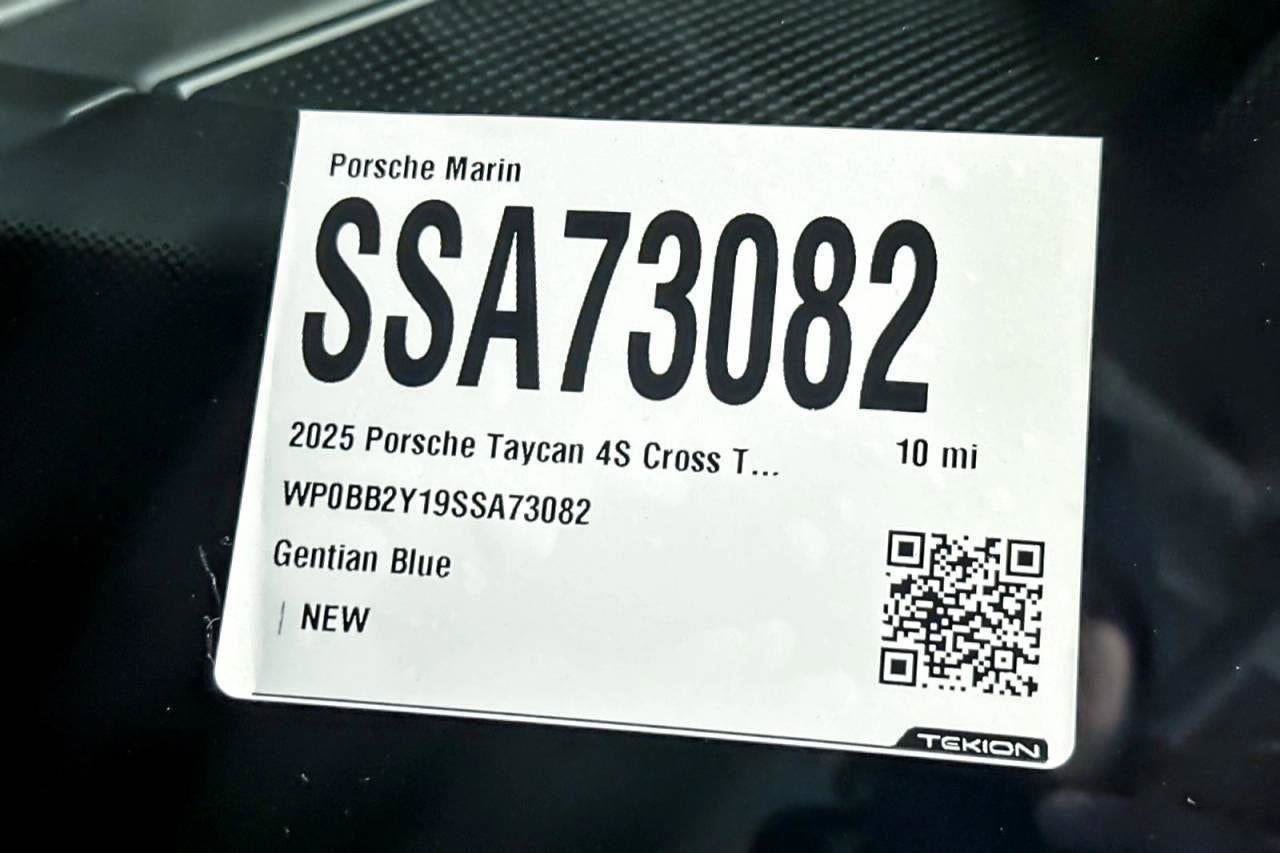 Porsche Marin
SSA73082
2025 Porsche Taycan 4S Cross T... 10 mi
WP0BB2Y19SSA73082
Gentian Blue
| NEW
TEKION